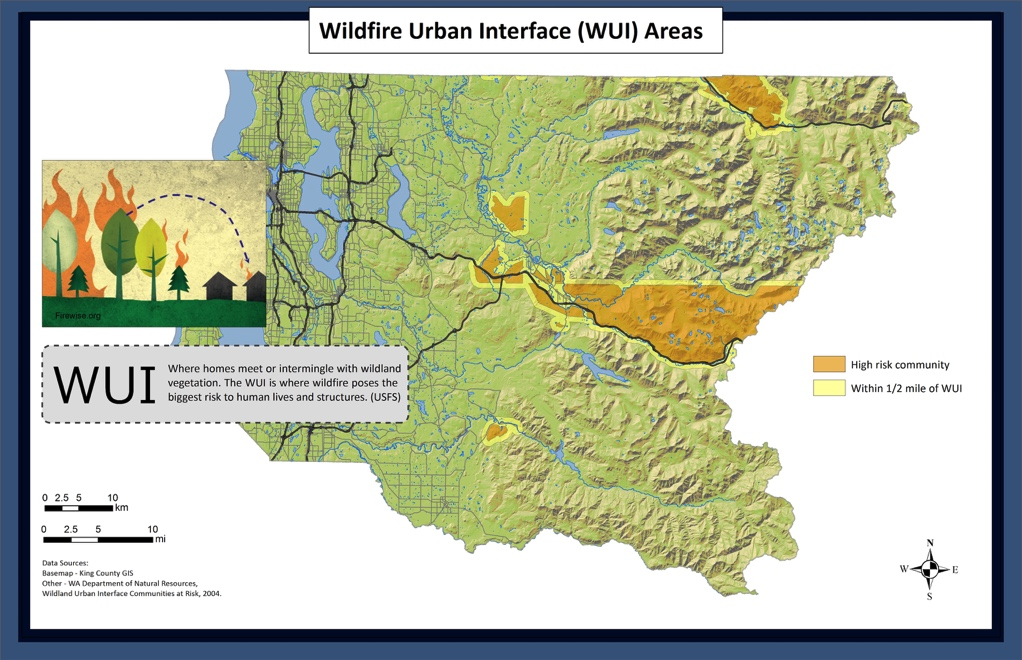 Wildfire Urban Interface (WUI) Areas
Firewise.org
WUI
Where homes meet or intermingle with wildland
vegetation. The WUI is where wildfire poses the
biggest risk to human lives and structures. (USFS)
High risk community
Within 1/2 mile of WUI
0 2.5 5 10
km
0 2.5 5 10
mi
Data Sources:
Basemap - King County GIS
Other - WA Department of Natural Resources,
Wildland Urban Interface Communities at Risk, 2004.
N
W E
S